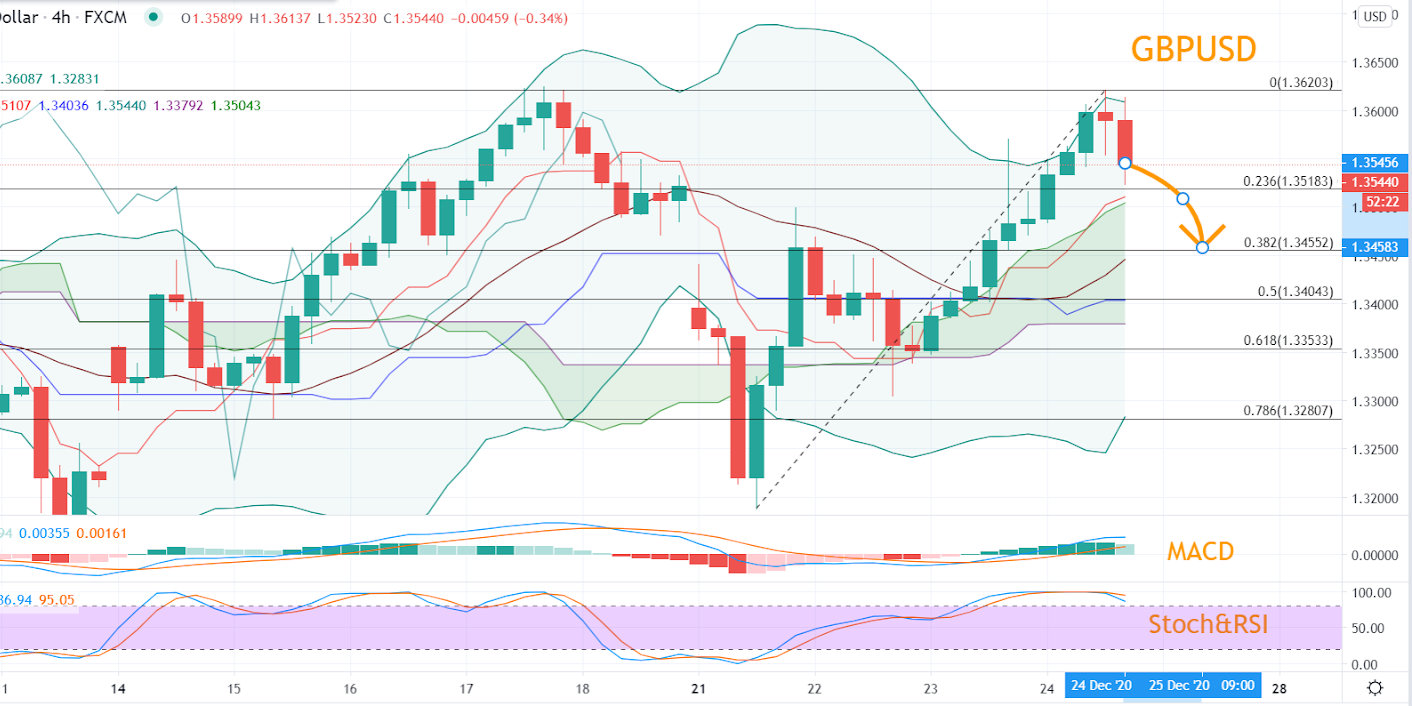 Dollar · 4h · FXCM O1.35899 H1.36137 L1.35230 C1.35440 −0.00459 (−0.34%)
GBPUSD
USD
.36087 1.32831
5107 1.34036 1.35440 1.33792 1.35043
0(1.36203)
0.236(1.35183)
0.382(1.34552)
0.5(1.34043)
0.618(1.33533)
0.786(1.32807)
1.36500
1.36000
1.35456
1.35440
52:22
1.34583
1.34000
1.33500
1.33000
1.32500
1.32000
94 0.00355 0.00161
MACD
0.00000
86.94 95.05
Stoch&RSI
100.00
50.00
0.00
1 14 15 16 17 18 21 22 23 24 24 Dec '20 25 Dec '20 09:00 28